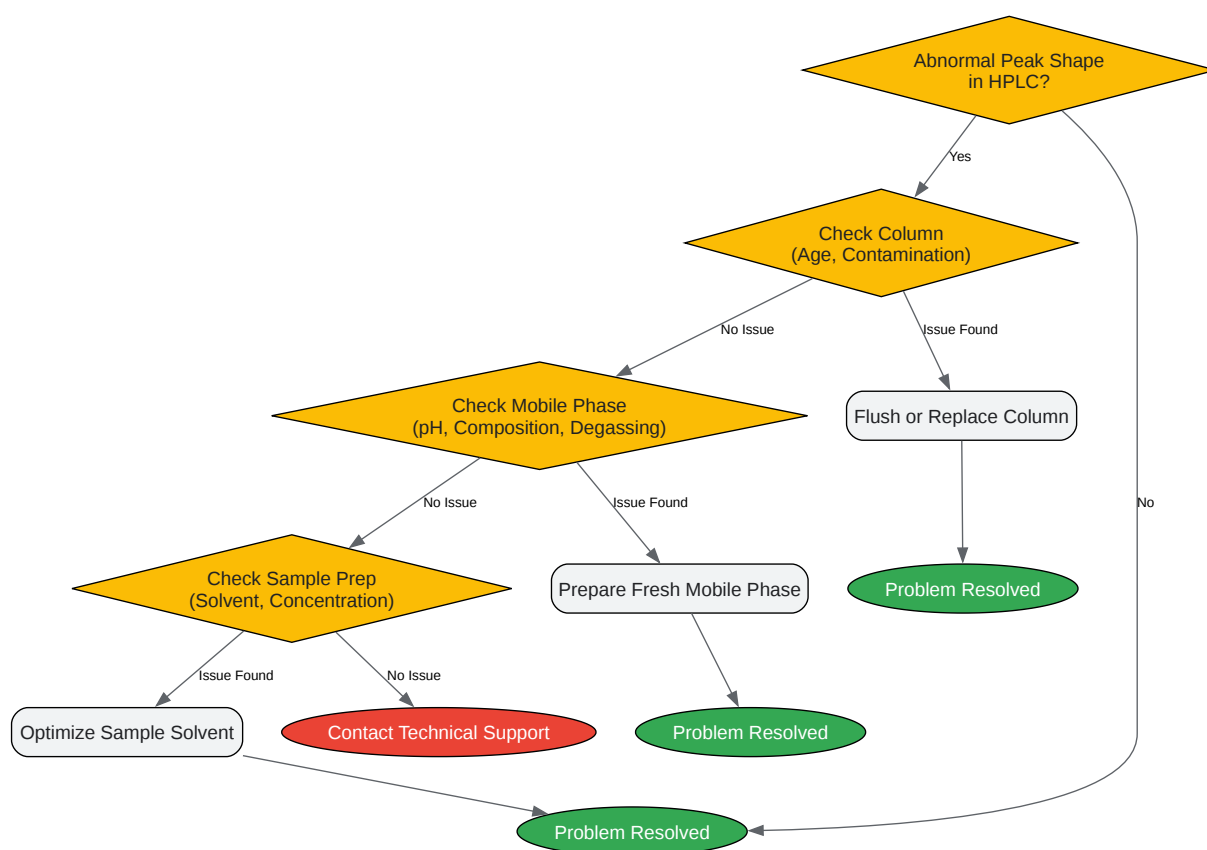 Abnormal Peak Shape
in HPLC?
Yes
Check Column
(Age, Contamination)
No Issue
Issue Found
Check Mobile Phase
(pH, Composition, Degassing)
Flush or Replace Column
No Issue
Issue Found
No
Check Sample Prep
(Solvent, Concentration)
Prepare Fresh Mobile Phase
Problem Resolved
Issue Found
No Issue
Optimize Sample Solvent
Contact Technical Support
Problem Resolved
Problem Resolved